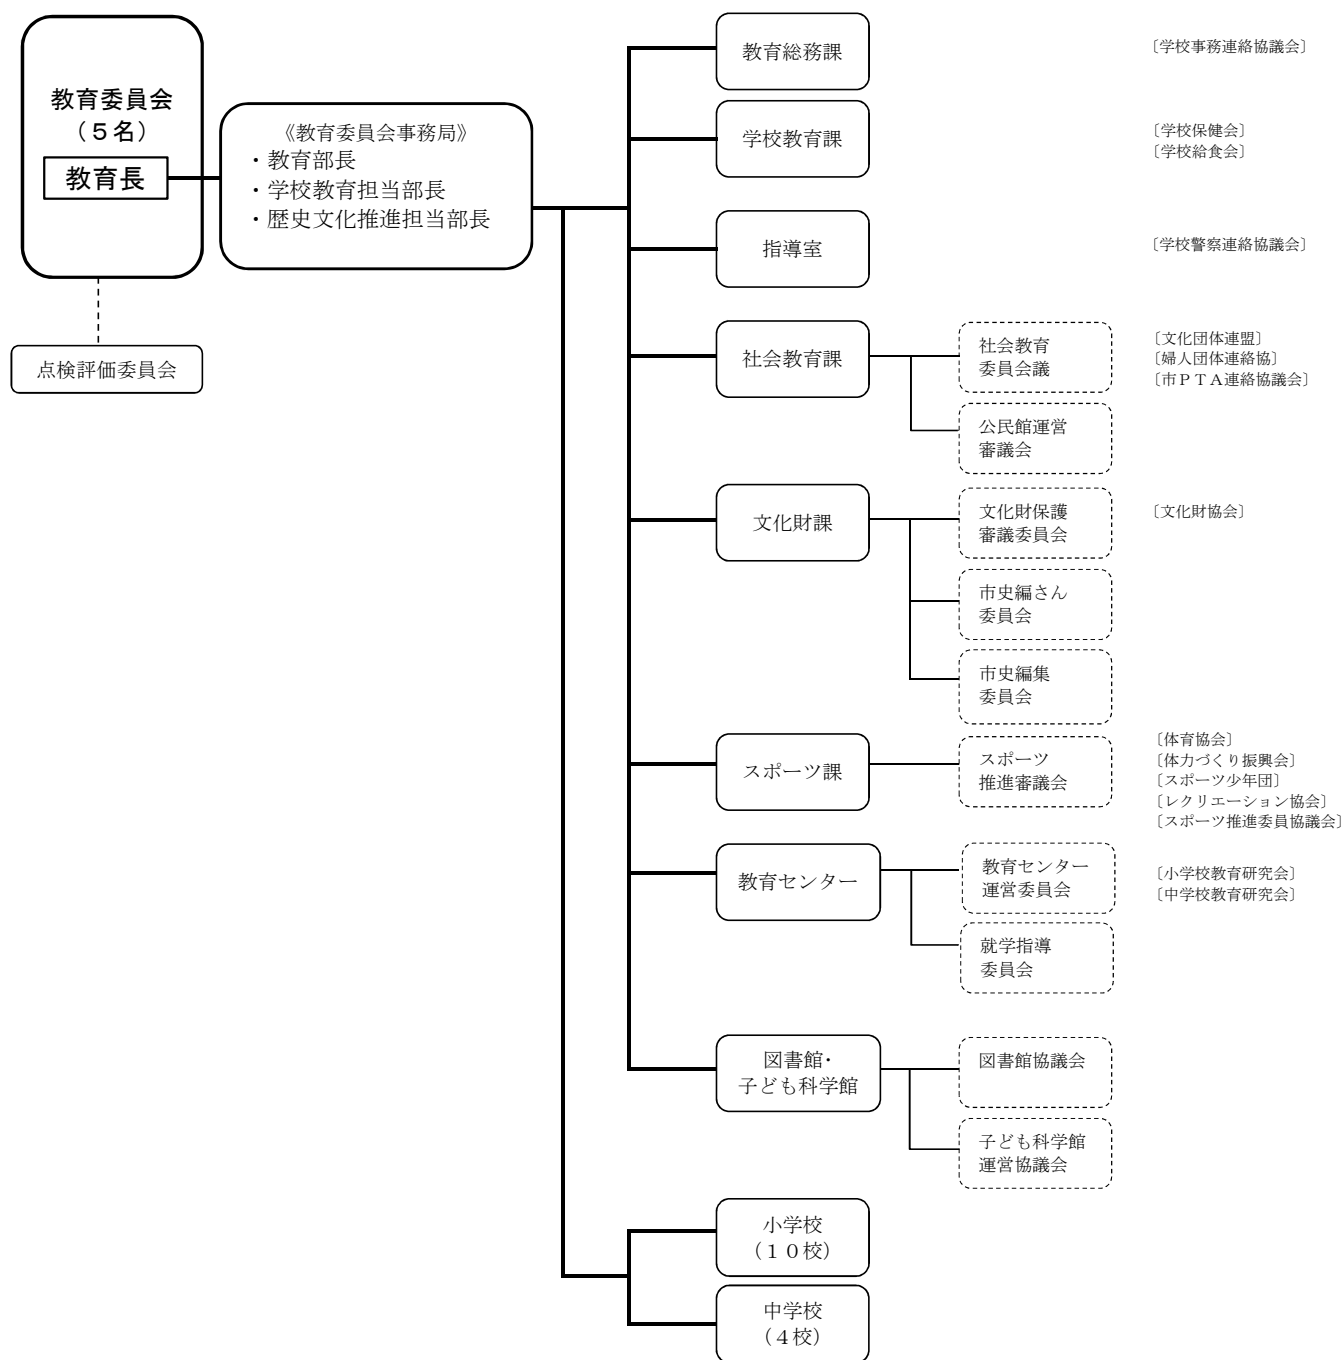 教育委員会
（５名）
教育長
《教育委員会事務局》
・教育部長
・学校教育担当部長
・歴史文化推進担当部長
点検評価委員会
教育総務課
〔学校事務連絡協議会〕
学校教育課
〔学校保健会〕
〔学校給食会〕
指導室
〔学校警察連絡協議会〕
社会教育課
社会教育
委員会議
〔文化団体連盟〕
〔婦人団体連絡協〕
〔市ＰＴＡ連絡協議会〕
公民館運営
審議会
文化財課
文化財保護
審議委員会
〔文化財協会〕
市史編さん
委員会
市史編集
委員会
スポーツ課
スポーツ
推進審議会
〔体育協会〕
〔体力づくり振興会〕
〔スポーツ少年団〕
〔レクリエーション協会〕
〔スポーツ推進委員協議会〕
教育センター
教育センター
運営委員会
〔小学校教育研究会〕
〔中学校教育研究会〕
就学指導
委員会
図書館・
子ども科学館
図書館協議会
子ども科学館
運営協議会
小学校
（１０校）
中学校
（４校）